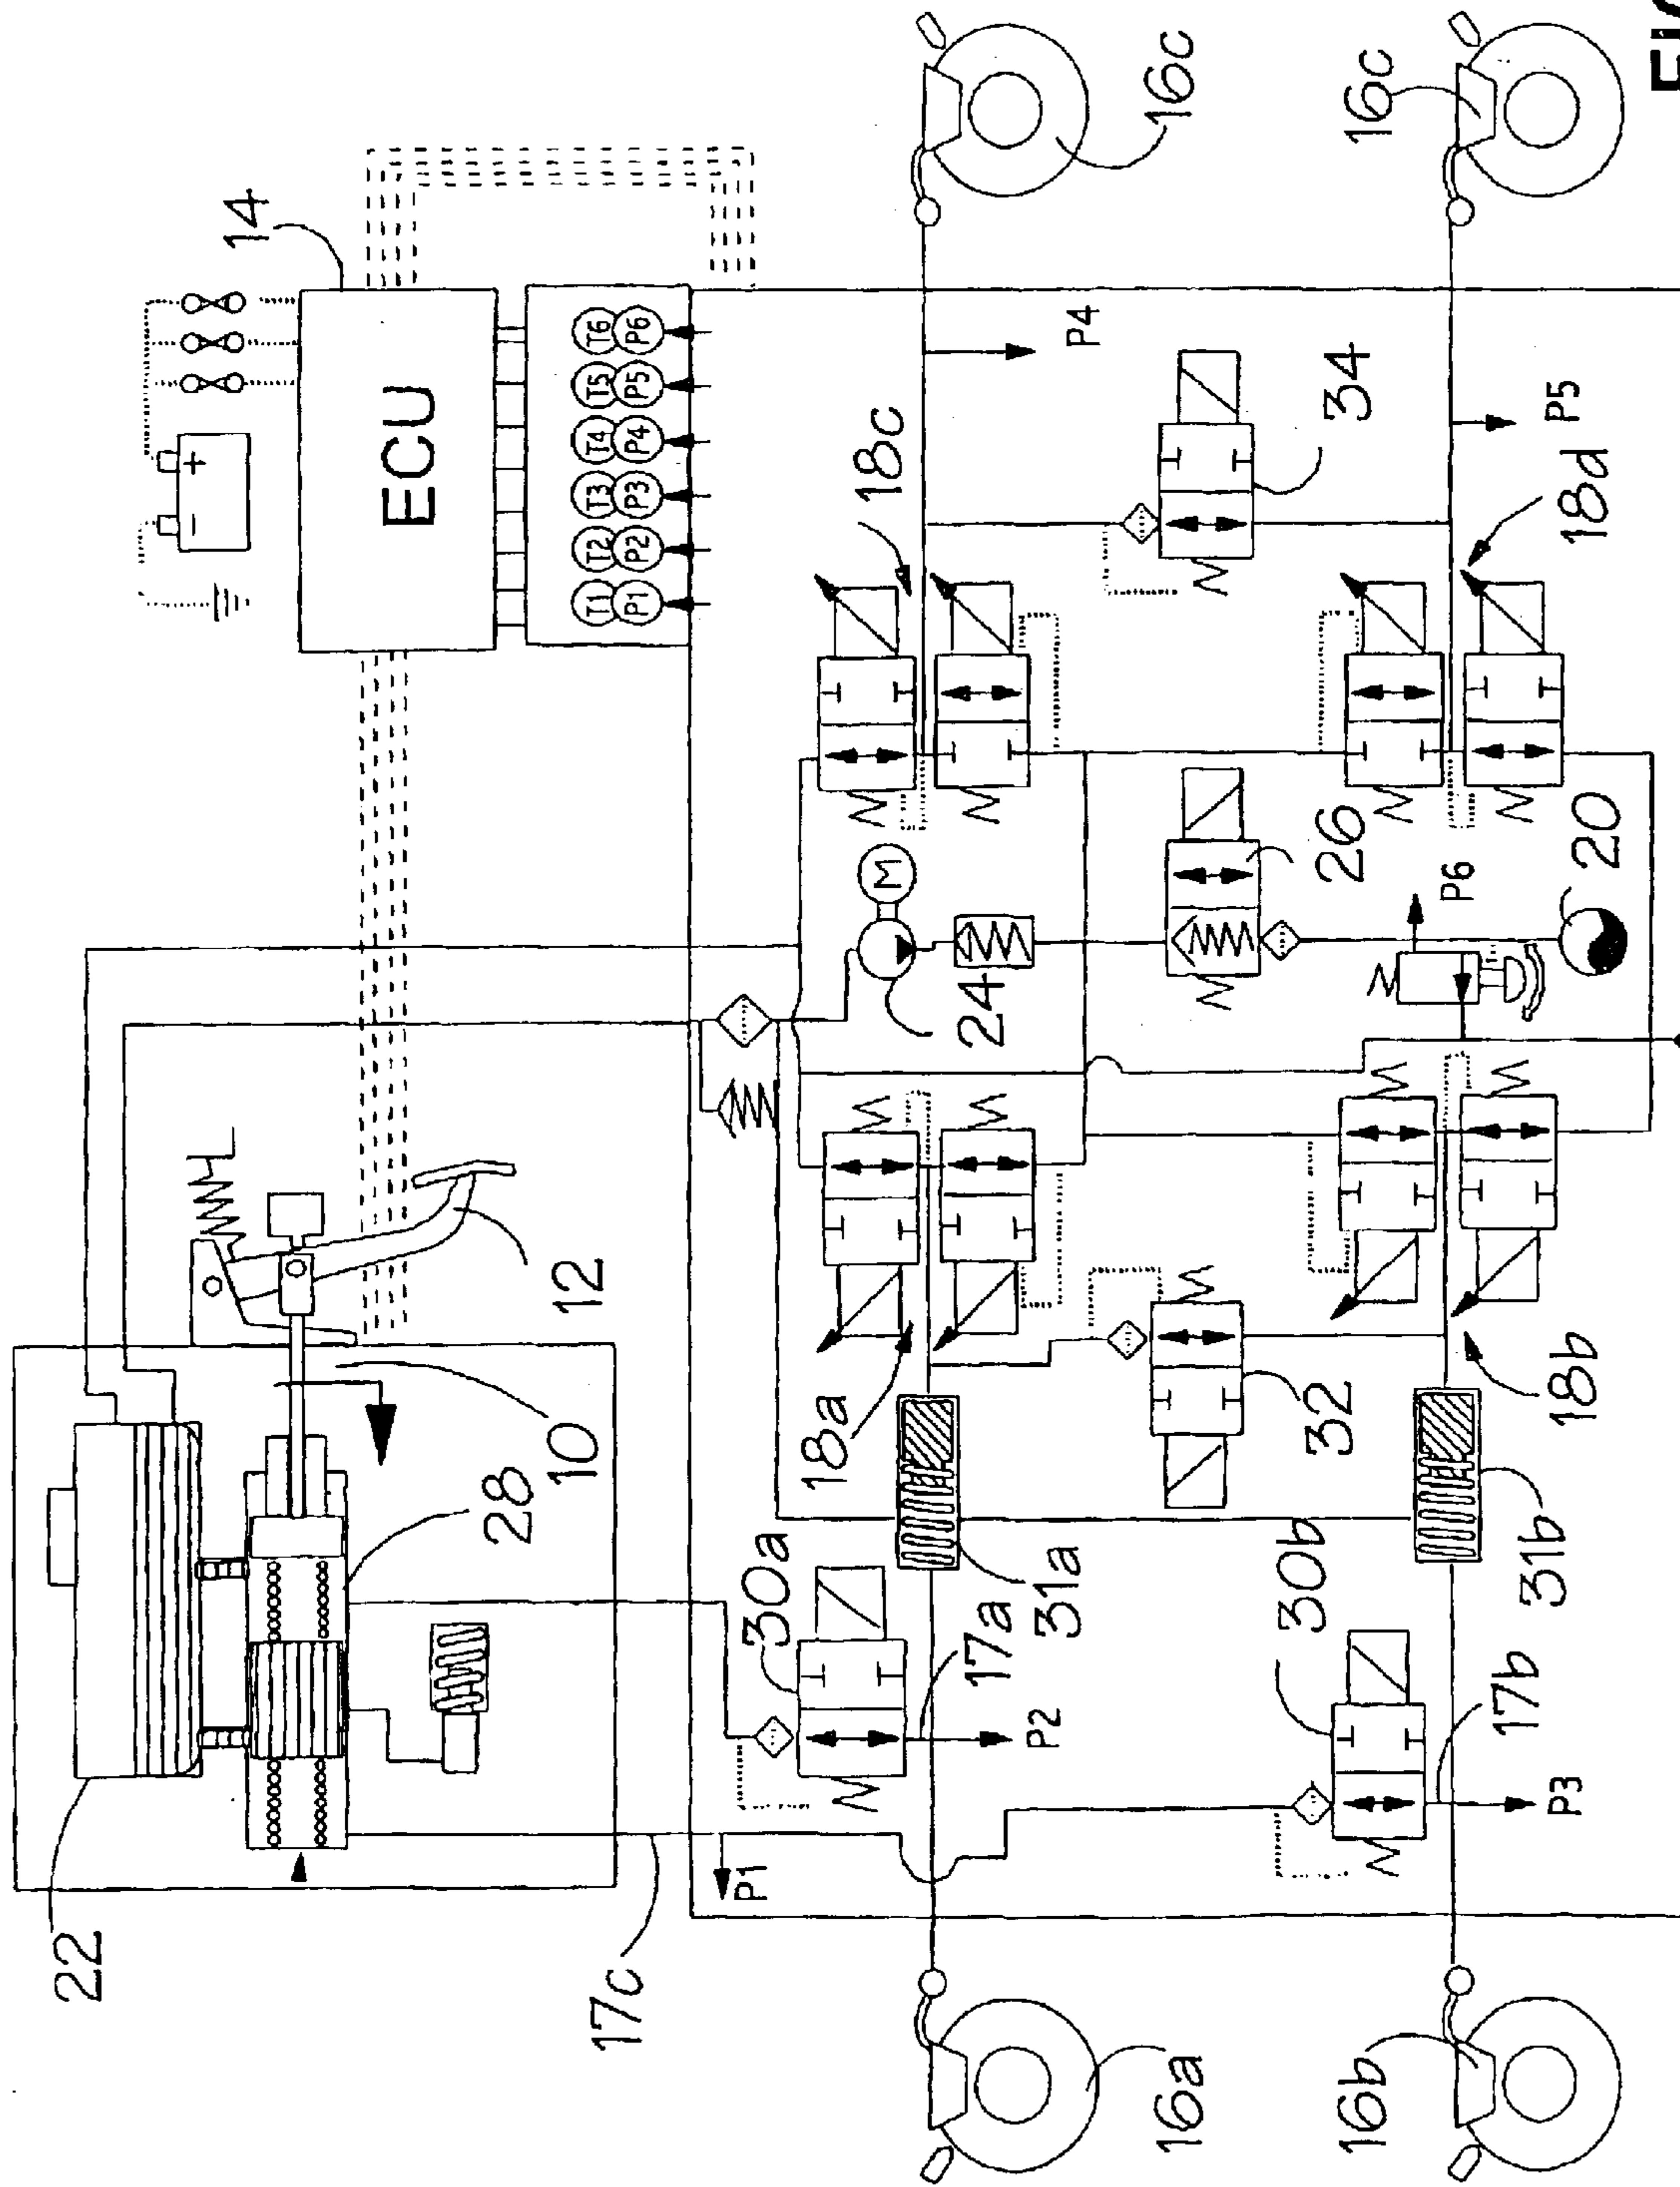 14
ECU
+
−
T1 T2 T3 T4 T5 T6
P1 P2 P3 P4 P5 P6
22
12
10
28
17c
P1
18c
16c
P4
34
24
M
26
18a
30a
31a
17a
P2
32
16a
16c
P5
18d
P6
20
18b
31b
30b
17b
P3
16b